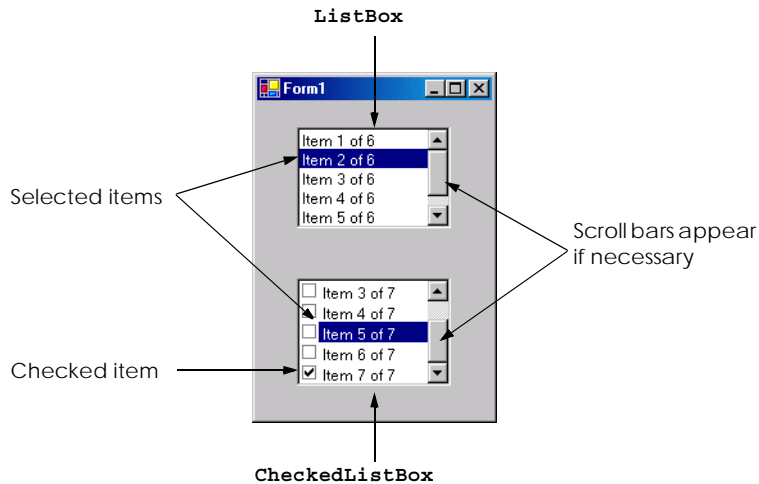 ListBox
Form1
Item 1 of 6
Item 2 of 6
Item 3 of 6
Item 4 of 6
Item 5 of 6
Selected items
Scroll bars appear
if necessary
Item 3 of 7
Item 4 of 7
Item 5 of 7
Item 6 of 7
Item 7 of 7
Checked item
CheckedListBox